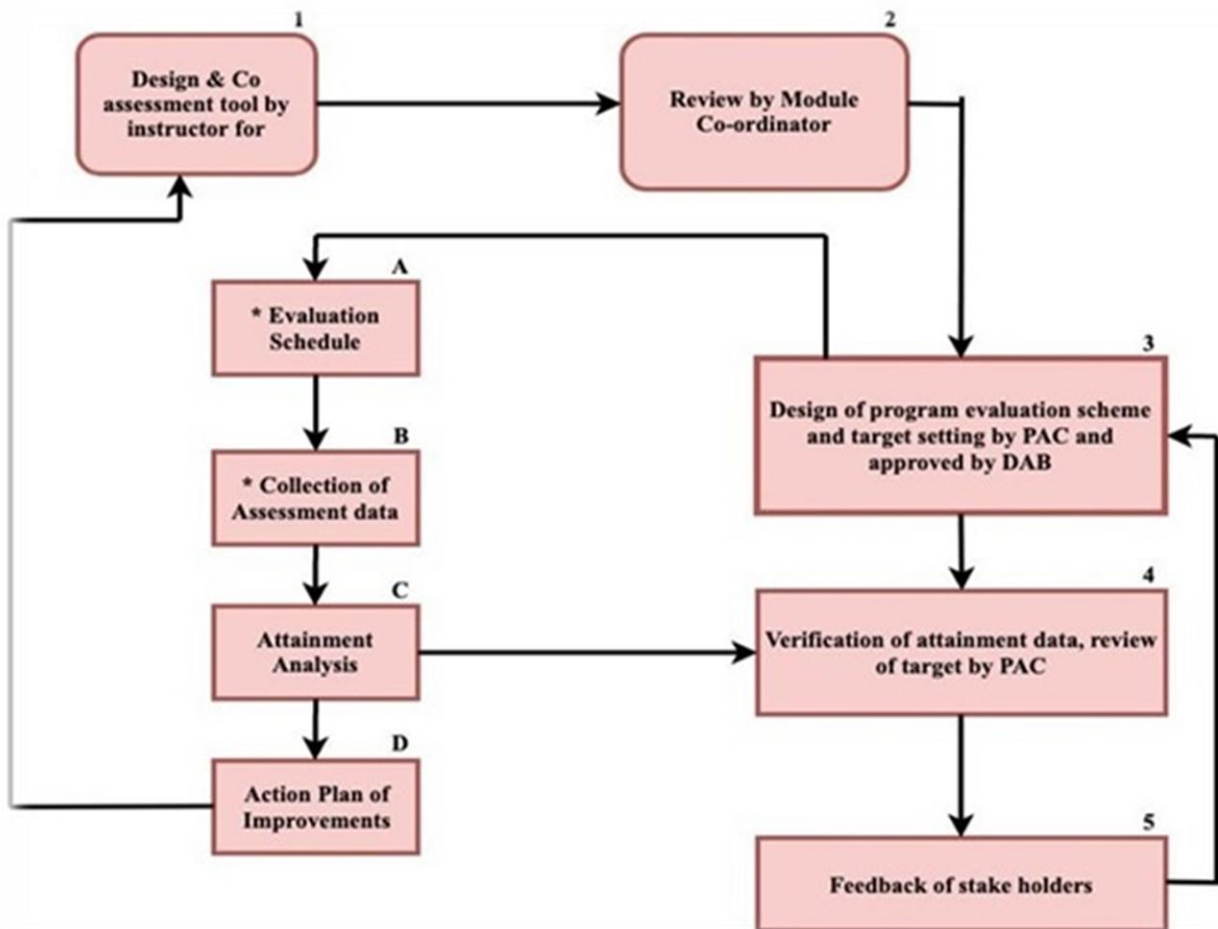 1
Design & Co
assessment tool by
instructor for
2
Review by Module
Co-ordinator
A
* Evaluation
Schedule
3
Design of program evaluation scheme
and target setting by PAC and
approved by DAB
B
* Collection of
Assessment data
C
Attainment
Analysis
4
Verification of attainment data, review
of target by PAC
D
Action Plan of
Improvements
5
Feedback of stake holders